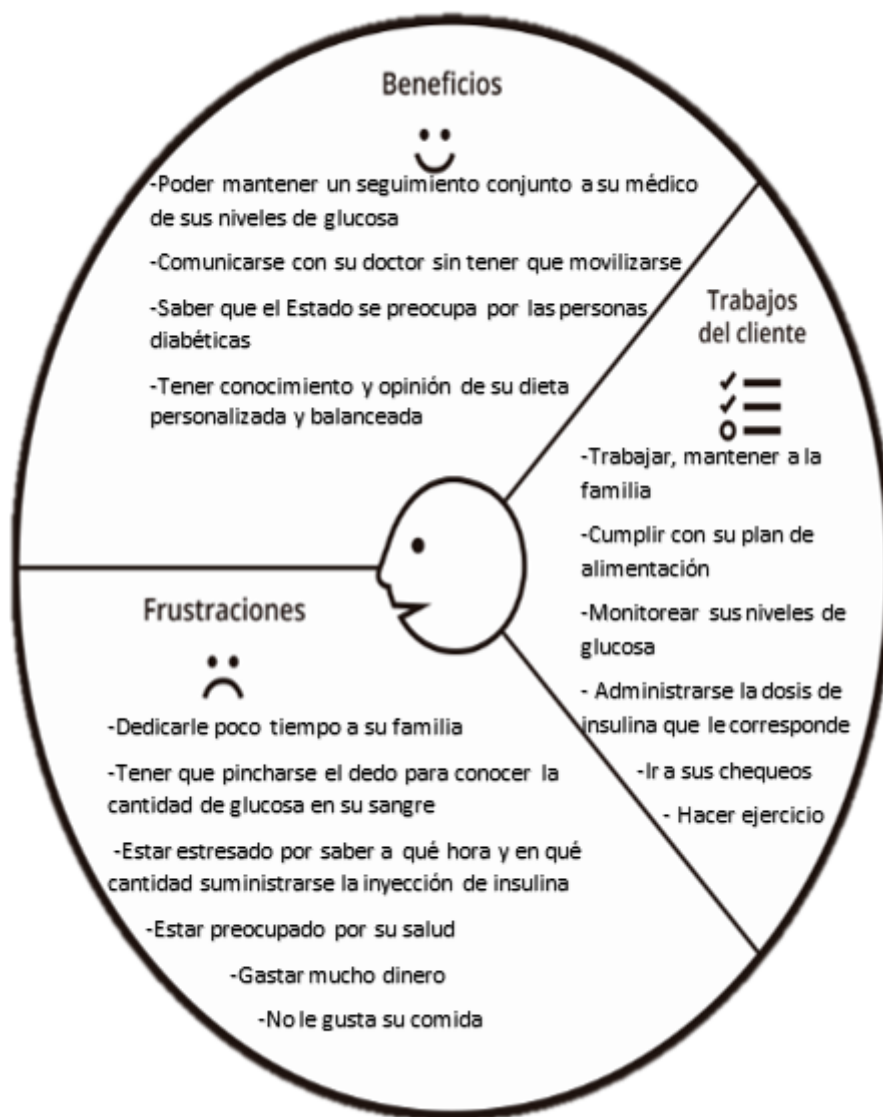 Beneficios
-Poder mantener un seguimiento conjunto a su médico
de sus niveles de glucosa
-Comunicarse con su doctor sin tener que movilizarse
-Saber que el Estado se preocupa por las personas
diabéticas
-Tener conocimiento y opinión de su dieta
personalizada y balanceada
Trabajos
del cliente
-Trabajar, mantener a la
familia
-Cumplir con su plan de
alimentación
-Monitorear sus niveles de
glucosa
- Administrarse la dosis de
insulina que le corresponde
-Ir a sus chequeos
- Hacer ejercicio
Frustraciones
-Dedicarle poco tiempo a su familia
-Tener que pincharse el dedo para conocer la
cantidad de glucosa en su sangre
-Estar estresado por saber a qué hora y en qué
cantidad suministrarse la inyección de insulina
-Estar preocupado por su salud
-Gastar mucho dinero
-No le gusta su comida